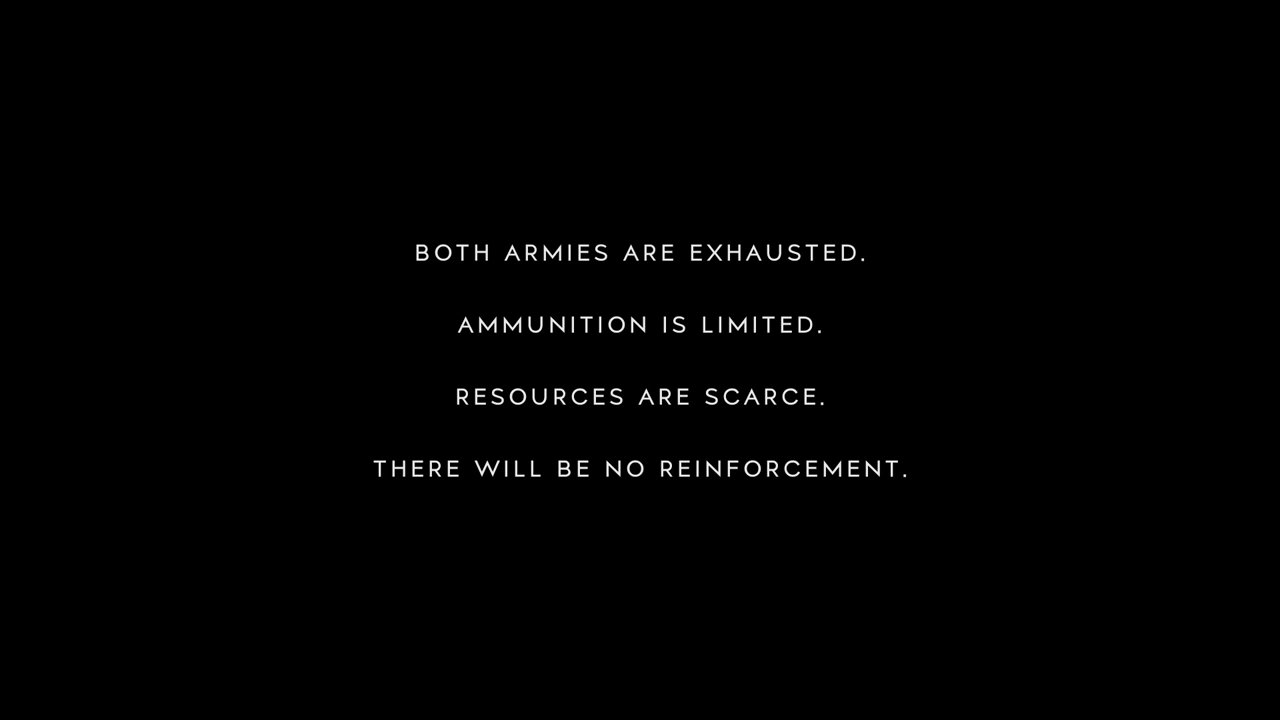 BOTH ARMIES ARE EXHAUSTED.
AMMUNITION IS LIMITED.
RESOURCES ARE SCARCE.
THERE WILL BE NO REINFORCEMENT.